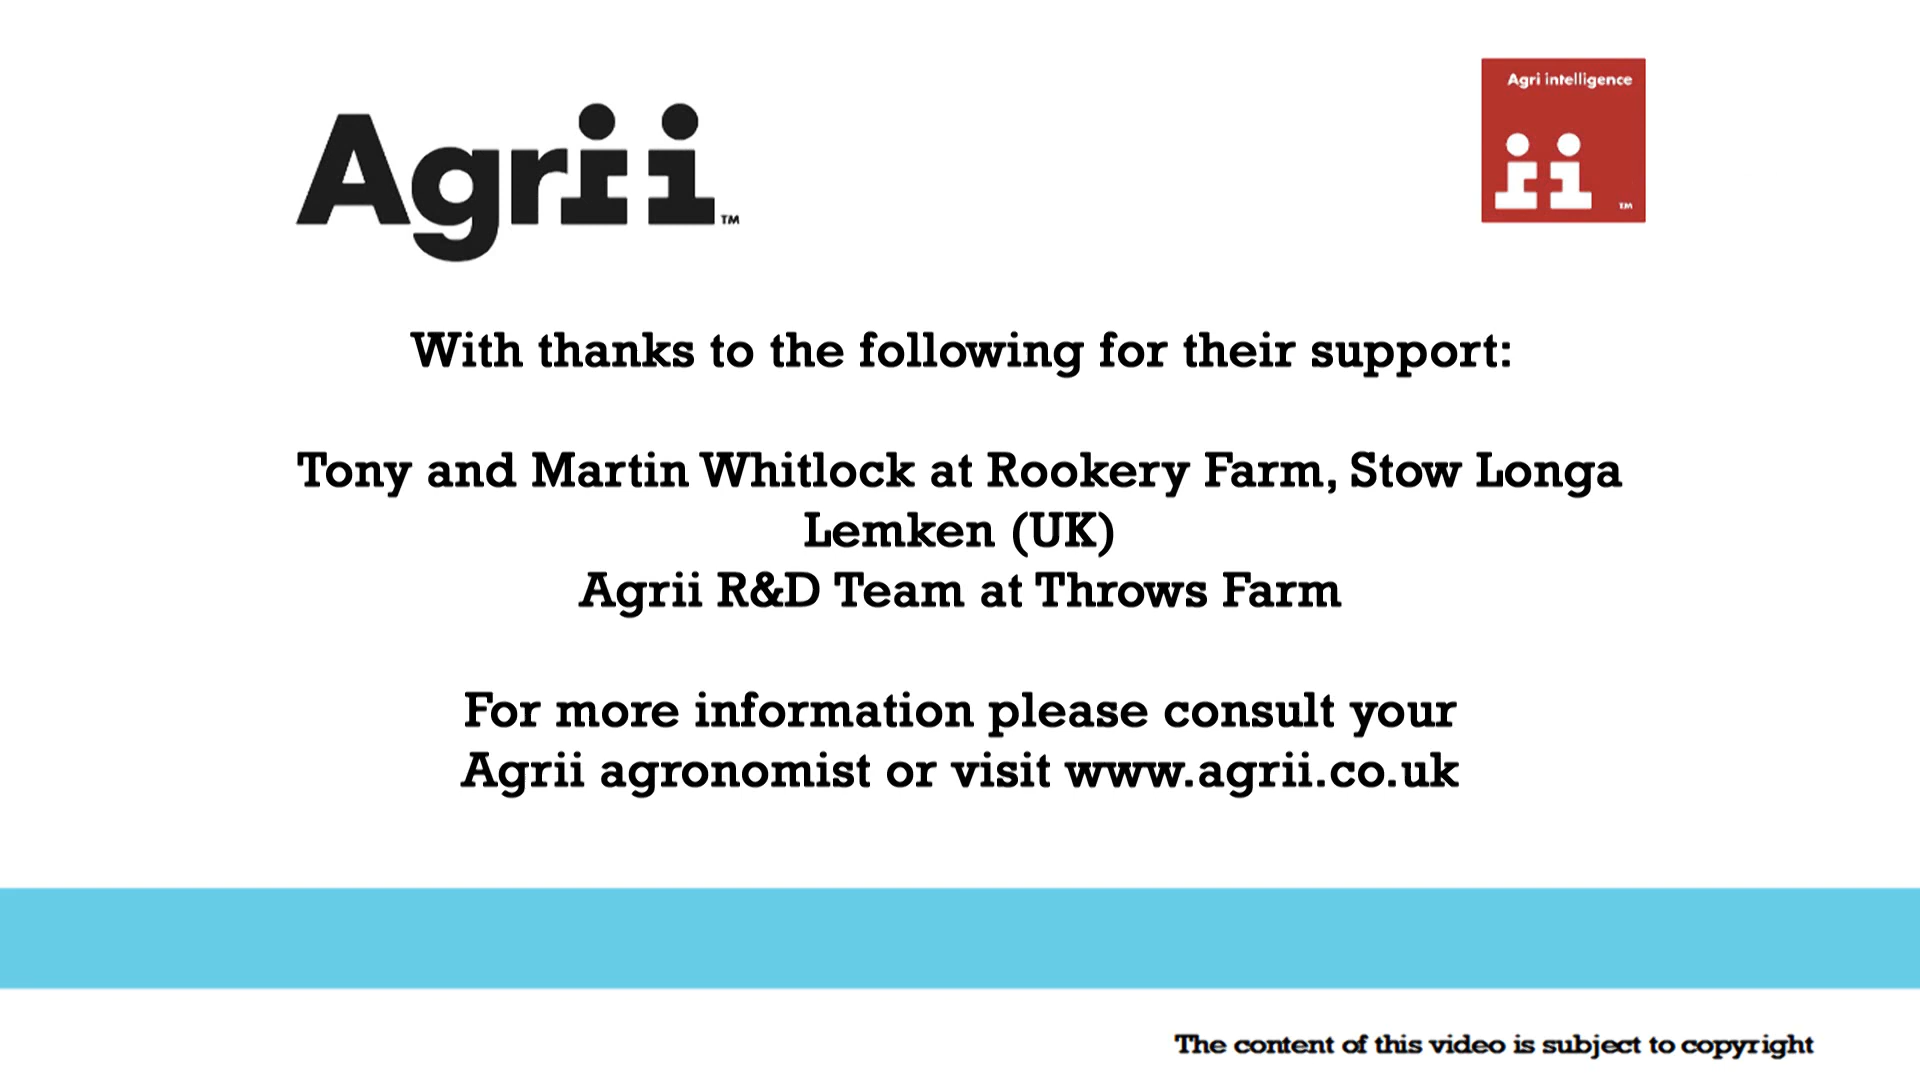 Agrii™
Agri intelligence
ii™
With thanks to the following for their support:
Tony and Martin Whitlock at Rookery Farm, Stow Longa
Lemken (UK)
Agrii R&D Team at Throws Farm
For more information please consult your
Agrii agronomist or visit www.agrii.co.uk
The content of this video is subject to copyright